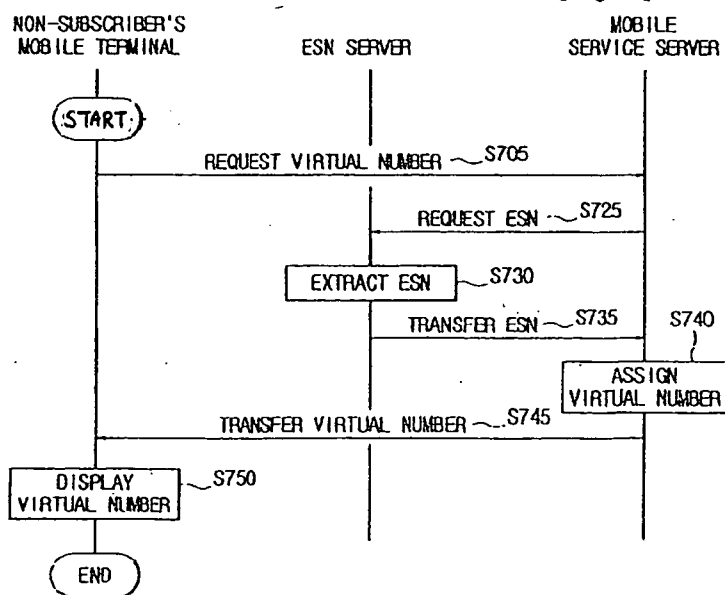 NON-SUBSCRIBER'S
MOBILE TERMINAL
ESN SERVER
MOBILE
SERVICE SERVER
START
REQUEST VIRTUAL NUMBER
S705
REQUEST ESN
S725
EXTRACT ESN
S730
TRANSFER ESN
S735
S740
ASSIGN
VIRTUAL NUMBER
TRANSFER VIRTUAL NUMBER
S745
DISPLAY
VIRTUAL NUMBER
S750
END